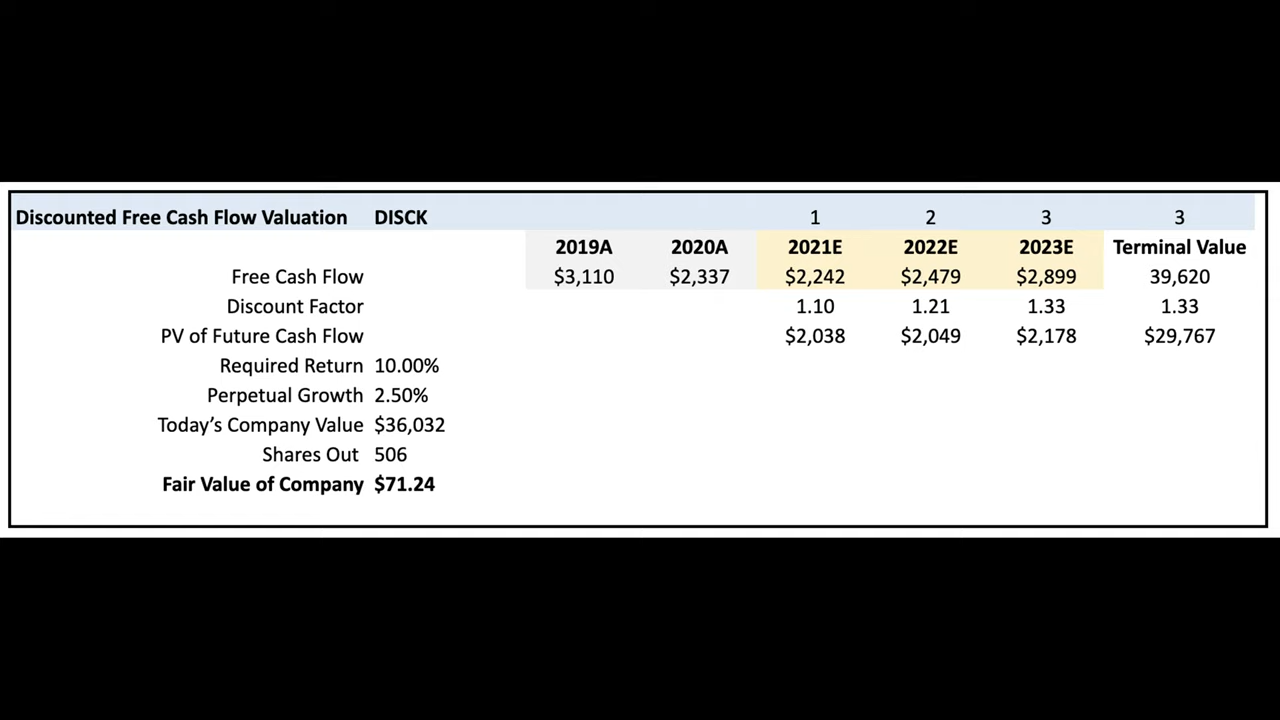 Discounted Free Cash Flow Valuation DISCK 1 2 3 3
2019A 2020A 2021E 2022E 2023E Terminal Value
Free Cash Flow $3,110 $2,337 $2,242 $2,479 $2,899 39,620
Discount Factor 1.10 1.21 1.33 1.33
PV of Future Cash Flow $2,038 $2,049 $2,178 $29,767
Required Return 10.00%
Perpetual Growth 2.50%
Today’s Company Value $36,032
Shares Out 506
Fair Value of Company $71.24